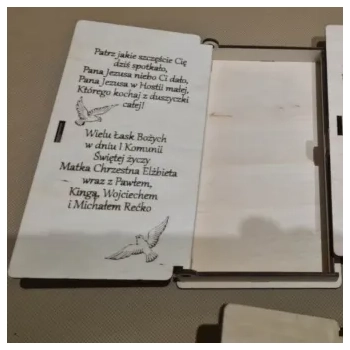 Patrz jakie szczęście Cię
dziś spotkało,
Pana Jezusa niebo Ci dało,
Pana Jezusa w Hostii małej,
Którego kochaj z duszyczki
całej!
Wielu Łask Bożych
w dniu I Komunii
Świętej życzy
Matka Chrzestna Elżbieta
wraz z Pawłem,
Kingą, Wojciechem
i Michałem Rećko